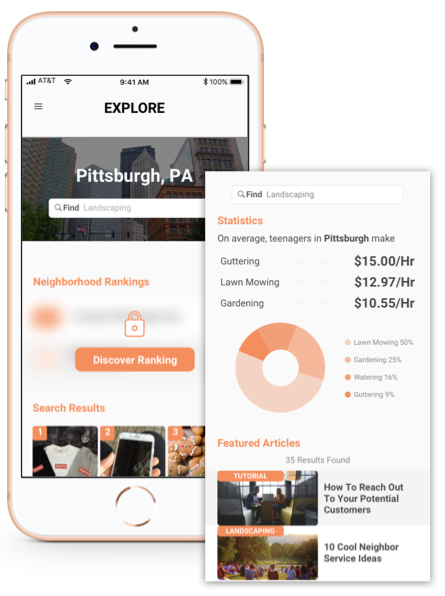 AT&T
9:41 AM
100%
EXPLORE
Pittsburgh, PA
Find Landscaping
Neighborhood Rankings
Discover Ranking
Search Results
1
2
3
Find Landscaping
Statistics
On average, teenagers in Pittsburgh make
Guttering $15.00/Hr
Lawn Mowing $12.97/Hr
Gardening $10.55/Hr
Lawn Mowing 50%
Gardening 25%
Watering 16%
Guttering 9%
Featured Articles
35 Results Found
TUTORIAL
How To Reach Out
To Your Potential
Customers
LANDSCAPING
10 Cool Neighbor
Service Ideas